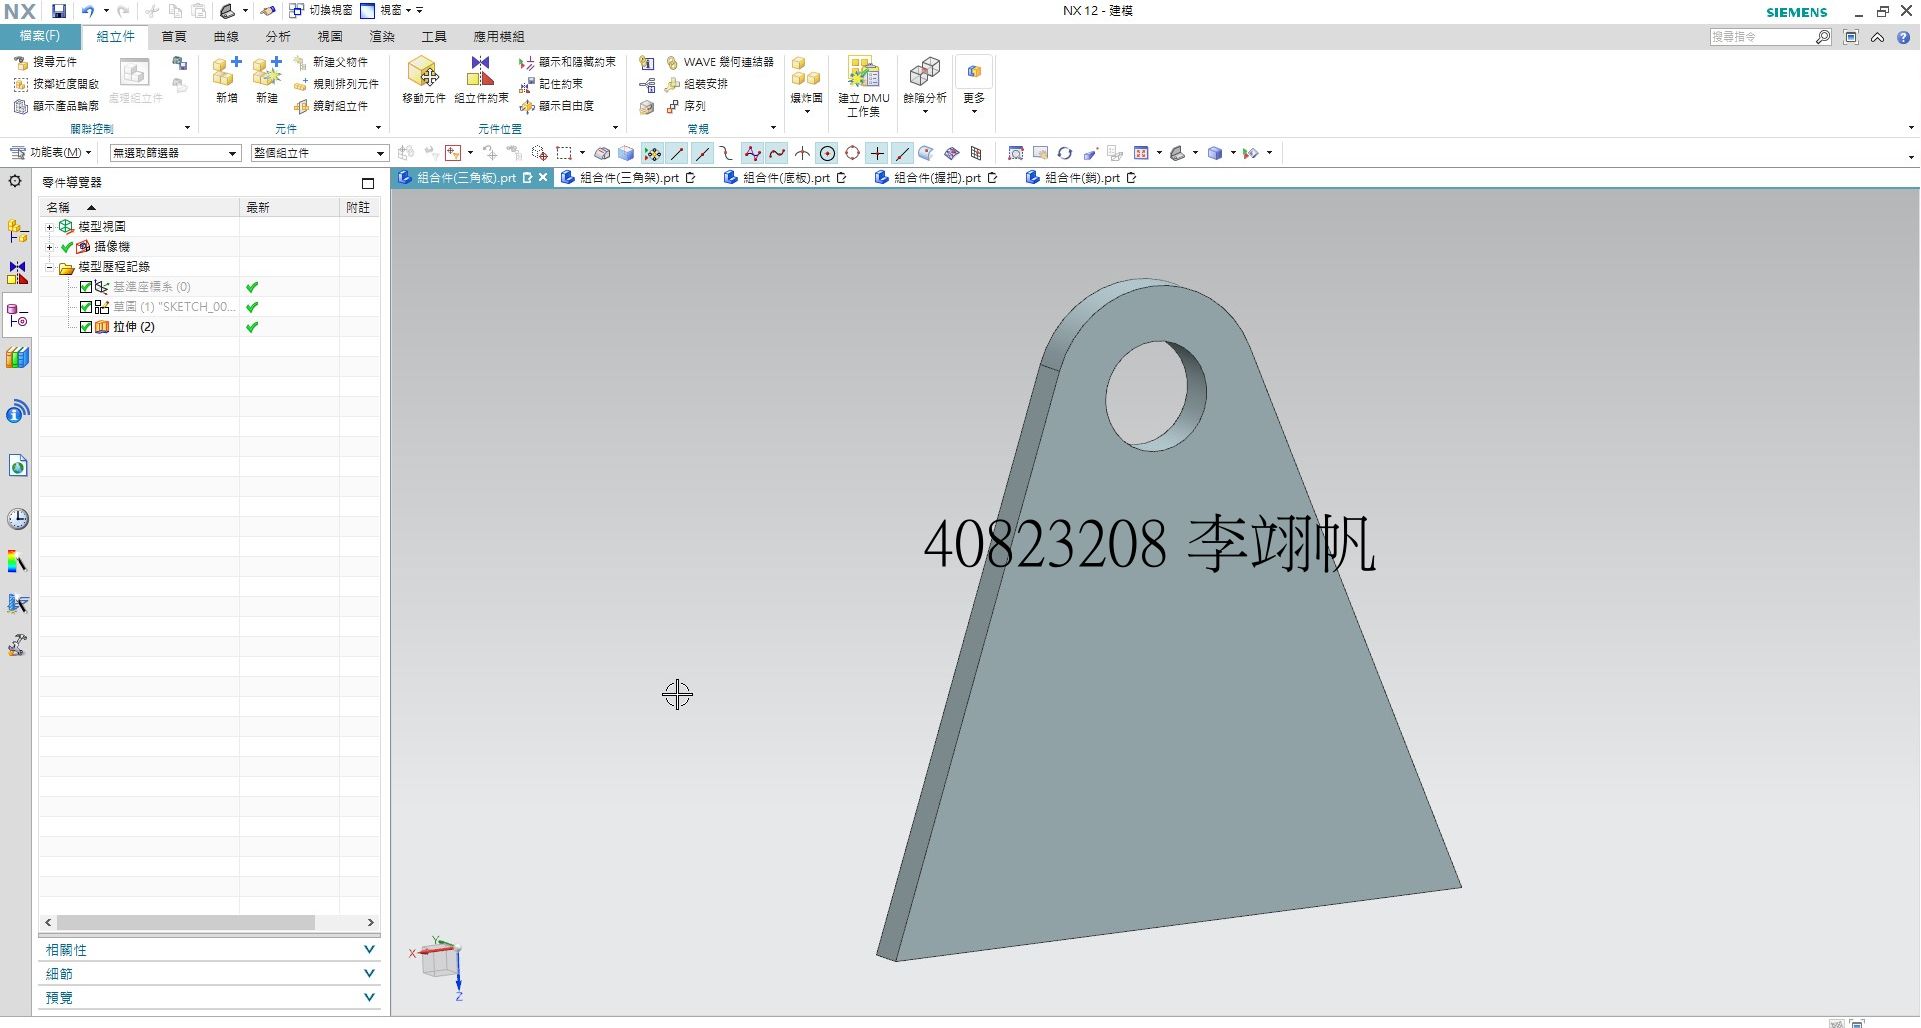 NX
切換視窗
視窗
NX 12 - 建模
SIEMENS
檔案(F)
組立件
首頁
曲線
分析
視圖
渲染
工具
應用模組
搜尋指令
搜尋元件
按鄰近度開啟
顯示產品輪廓
處理組立件
關聯控制
新增
新建
新建父物件
規則排列元件
鏡射組立件
元件
移動元件
組立件約束
顯示和隱藏約束
記住約束
顯示自由度
元件位置
WAVE 幾何連結器
組裝安排
序列
常規
爆炸圖
建立 DMU
工作集
餘隙分析
更多
功能表(M)
無選取篩選器
整個組立件
零件導覽器
組合件(三角板).prt
組合件(三角架).prt
組合件(底板).prt
組合件(握把).prt
組合件(銷).prt
名稱
最新
附註
模型視圖
攝像機
模型歷程記錄
基準座標系 (0)
草圖 (1) "SKETCH_00...
拉伸 (2)
40823208 李翊帆
相關性
細節
預覽
X
Y
Z